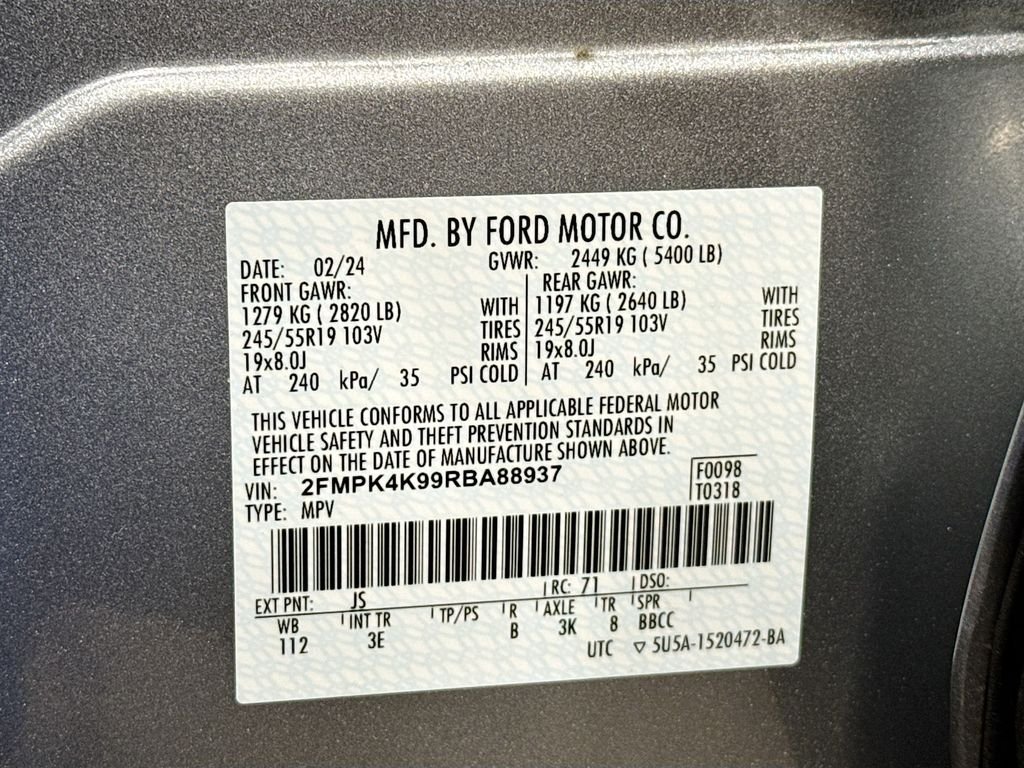 MFD. BY FORD MOTOR CO.
DATE: 02/24 GVWR: 2449 KG ( 5400 LB)
FRONT GAWR: REAR GAWR:
1279 KG ( 2820 LB) WITH 1197 KG ( 2640 LB) WITH
245/55R19 103V TIRES 245/55R19 103V TIRES
19x8.0J RIMS 19x8.0J RIMS
AT 240 kPa/ 35 PSI COLD AT 240 kPa/ 35 PSI COLD
THIS VEHICLE CONFORMS TO ALL APPLICABLE FEDERAL MOTOR
VEHICLE SAFETY AND THEFT PREVENTION STANDARDS IN
EFFECT ON THE DATE OF MANUFACTURE SHOWN ABOVE.
VIN: 2FMPK4K99RBA88937 F0098
TYPE: MPV T0318
EXT PNT: JS RC: 71 DSO:
WB INT TR TP/PS R AXLE TR SPR
112 3E B 3K 8 BBCC
UTC ▽ 5U5A-1520472-BA